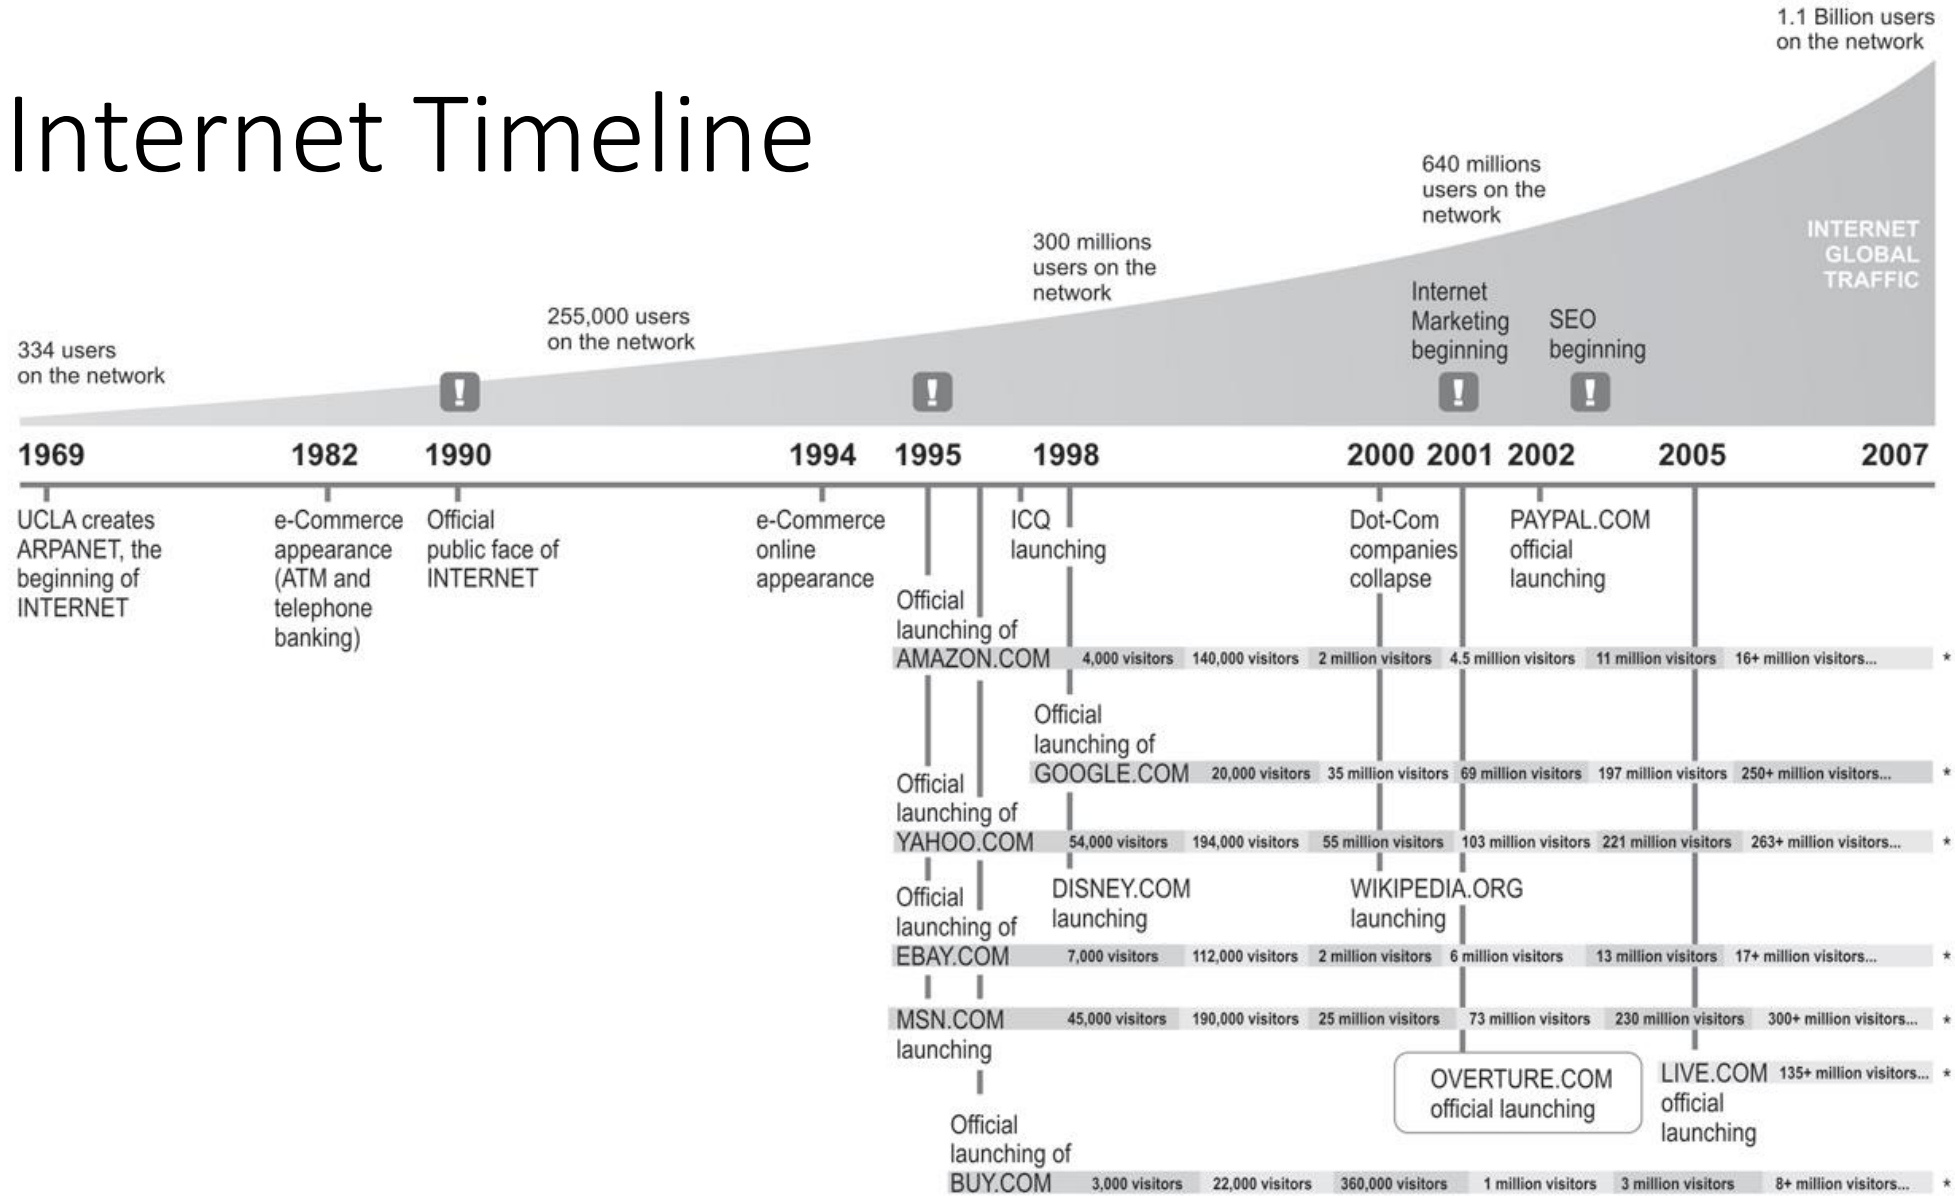 1.1 Billion users
on the network
Internet Timeline
640 millions
users on the
network
300 millions
users on the
network
INTERNET
GLOBAL
TRAFFIC
Internet
Marketing
beginning
SEO
beginning
255,000 users
on the network
334 users
on the network
!
!
!
!
1969 1982 1990 1994 1995 1998 2000 2001 2002 2005 2007
UCLA creates
ARPANET, the
beginning of
INTERNET
e-Commerce
appearance
(ATM and
telephone
banking)
Official
public face of
INTERNET
e-Commerce
online
appearance
ICQ
launching
Dot-Com
companies
collapse
PAYPAL.COM
official
launching
Official
launching of
AMAZON.COM 4,000 visitors 140,000 visitors 2 million visitors 4.5 million visitors 11 million visitors 16+ million visitors... *
Official
launching of
GOOGLE.COM 20,000 visitors 35 million visitors 69 million visitors 197 million visitors 250+ million visitors... *
Official
launching of
YAHOO.COM 54,000 visitors 194,000 visitors 55 million visitors 103 million visitors 221 million visitors 263+ million visitors... *
DISNEY.COM
launching
WIKIPEDIA.ORG
launching
Official
launching of
EBAY.COM 7,000 visitors 112,000 visitors 2 million visitors 6 million visitors 13 million visitors 17+ million visitors... *
MSN.COM 45,000 visitors 190,000 visitors 25 million visitors 73 million visitors 230 million visitors 300+ million visitors... *
launching
OVERTURE.COM
official launching
LIVE.COM 135+ million visitors... *
official
launching
Official
launching of
BUY.COM 3,000 visitors 22,000 visitors 360,000 visitors 1 million visitors 3 million visitors 8+ million visitors... *